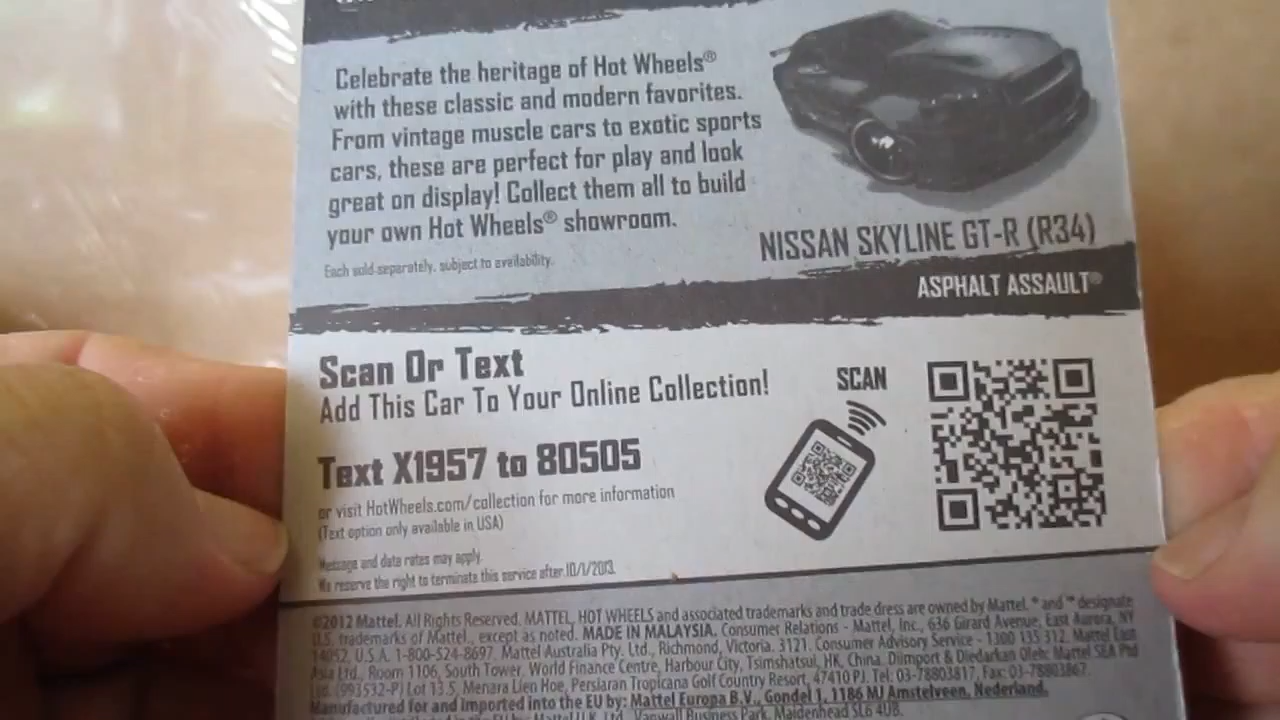 Celebrate the heritage of Hot Wheels®
with these classic and modern favorites.
From vintage muscle cars to exotic sports
cars, these are perfect for play and look
great on display! Collect them all to build
your own Hot Wheels® showroom.
Each sold separately, subject to availability.
NISSAN SKYLINE GT-R (R34)
ASPHALT ASSAULT®
Scan Or Text
Add This Car To Your Online Collection!
SCAN
Text X1957 to 80505
or visit HotWheels.com/collection for more information
(Text option only available in USA)
Message and data rates may apply.
We reserve the right to terminate this service after 10/1/2013.
©2012 Mattel. All Rights Reserved. MATTEL, HOT WHEELS and associated trademarks and trade dress are owned by Mattel. ® and ™ designate
U.S. trademarks of Mattel, except as noted. MADE IN MALAYSIA. Consumer Relations - Mattel, Inc., 636 Girard Avenue, East Aurora, NY
14052, U.S.A. 1-800-524-8697. Mattel Australia Pty. Ltd., Richmond, Victoria. 3121. Consumer Advisory Service - 1300 135 312. Mattel East
Asia Ltd., Room 1106, South Tower, World Finance Centre, Harbour City, Tsimshatsui, HK, China. Diimport & Diedarkan Oleh: Mattel SEA Ptd
Ltd. (993532-P) Lot 13.5, Menara Lien Hoe, Persiaran Tropicana Golf Country Resort, 47410 PJ. Tel: 03-78803817, Fax: 03-78803867.
Manufactured for and imported into the EU by: Mattel Europa B.V., Gondel 1, 1186 MJ Amstelveen, Nederland.
Mattel U.K. Ltd., Vanwall Business Park, Maidenhead SL6 4UB.